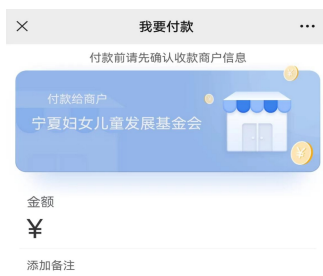 我要付款
付款前请先确认收款商户信息
付款给商户
宁夏妇女儿童发展基金会
金额
¥
添加备注